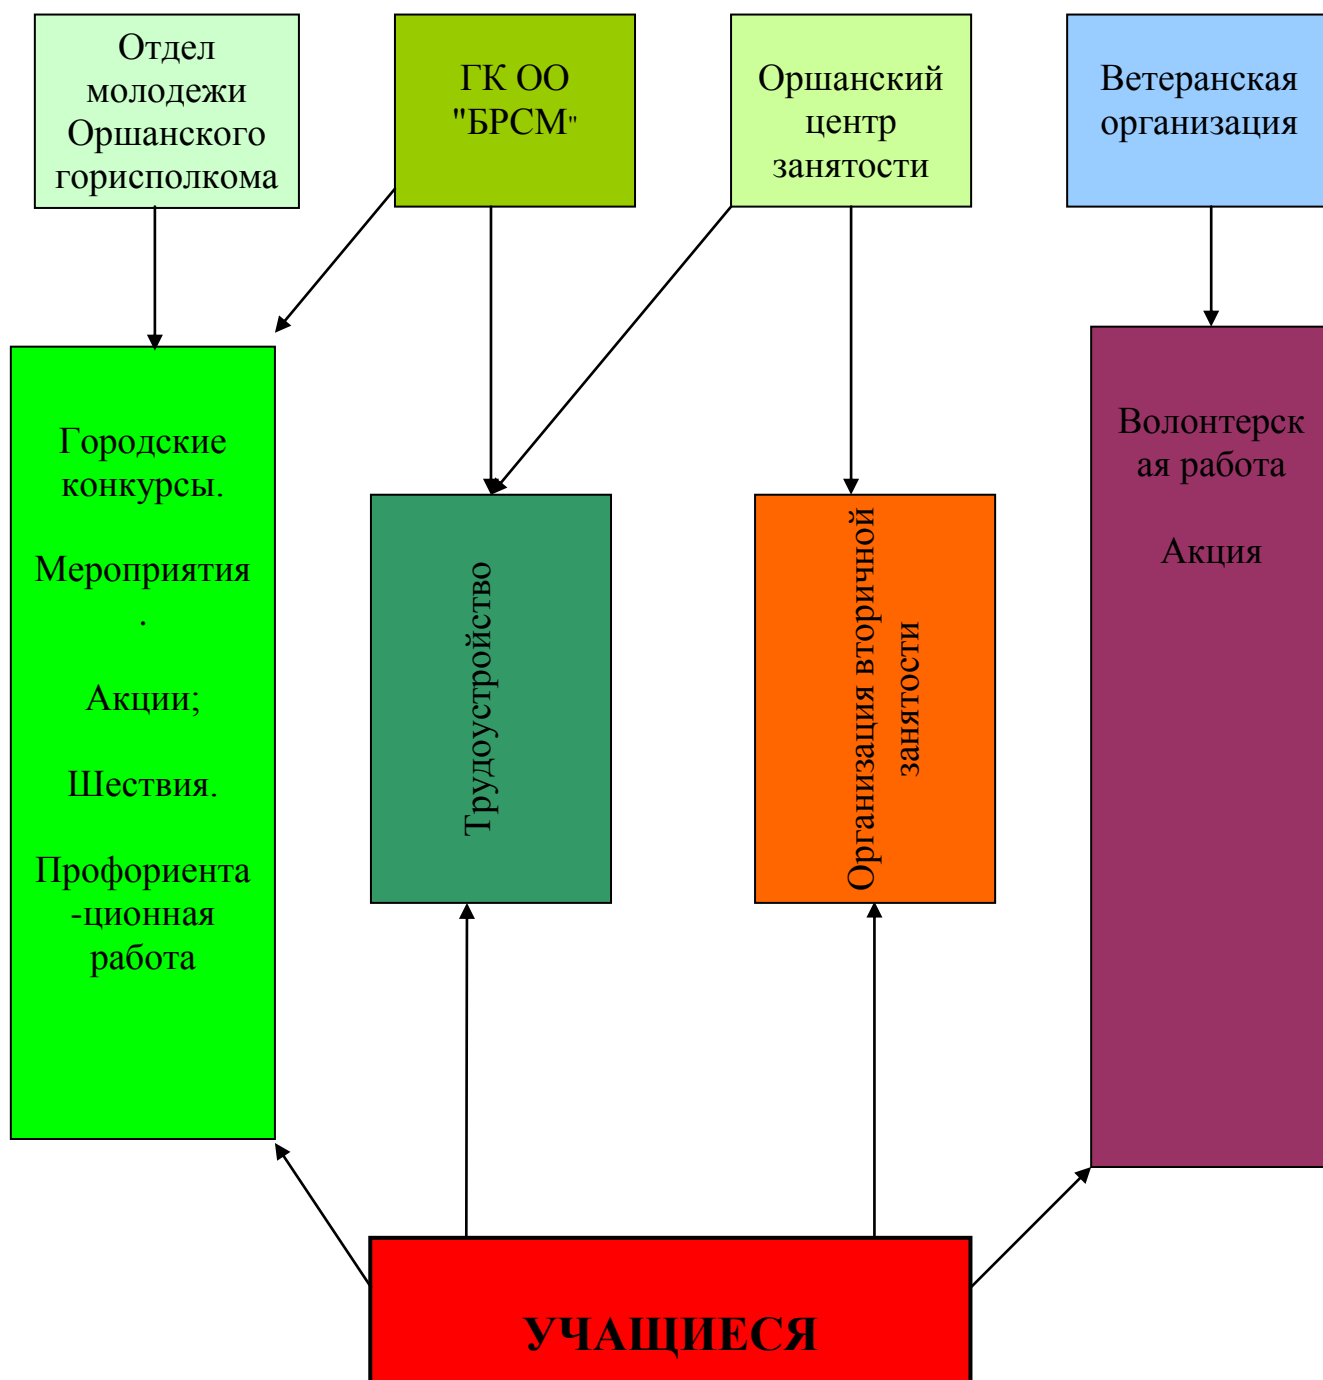 Отдел
молодежи
Оршанского
горисполкома
ГК ОО
"БРСМ"
Оршанский
центр
занятости
Ветеранская
организация
Городские
конкурсы.
Мероприятия
.
Акции;
Шествия.
Профориента
-ционная
работа
Трудоустройство
Организация вторичной
занятости
Волонтерск
ая работа
Акция
УЧАЩИЕСЯ